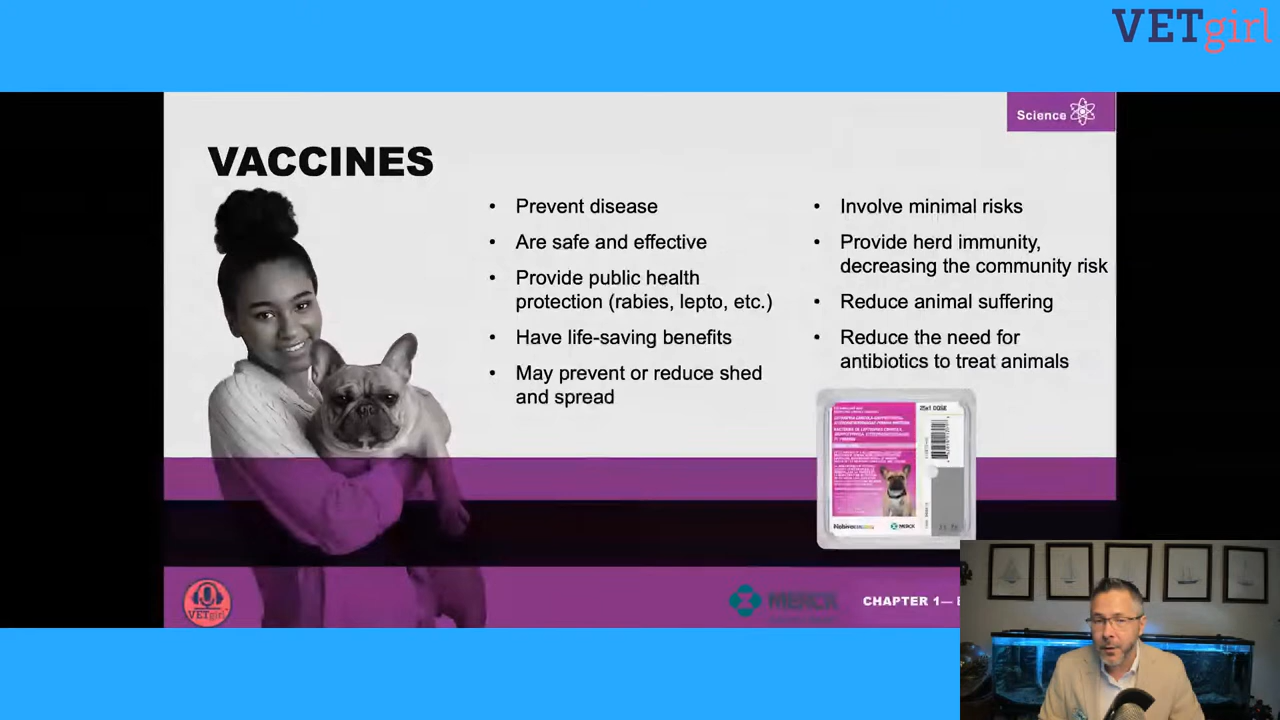 VETgirl
Science
VACCINES
• Prevent disease
• Are safe and effective
• Provide public health
protection (rabies, lepto, etc.)
• Have life-saving benefits
• May prevent or reduce shed
and spread
• Involve minimal risks
• Provide herd immunity,
decreasing the community risk
• Reduce animal suffering
• Reduce the need for
antibiotics to treat animals
25x1 DOSE
MERCK
VETgirl
MERCK
CHAPTER 1—